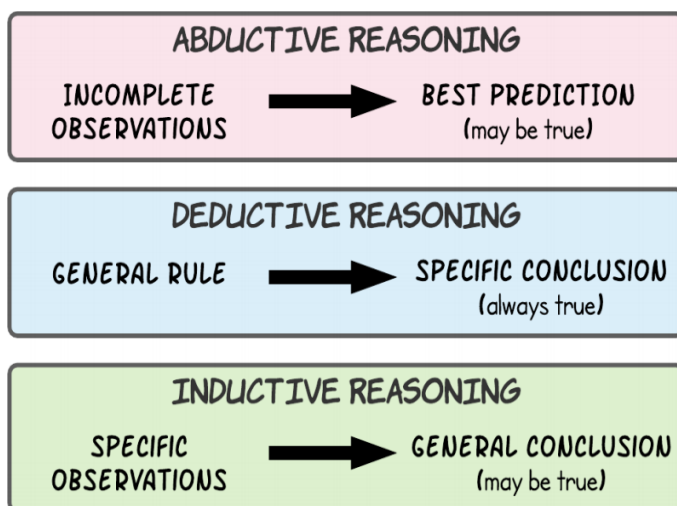 ABDUCTIVE REASONING
INCOMPLETE
OBSERVATIONS
BEST PREDICTION
(may be true)
DEDUCTIVE REASONING
GENERAL RULE
SPECIFIC CONCLUSION
(always true)
INDUCTIVE REASONING
SPECIFIC
OBSERVATIONS
GENERAL CONCLUSION
(may be true)